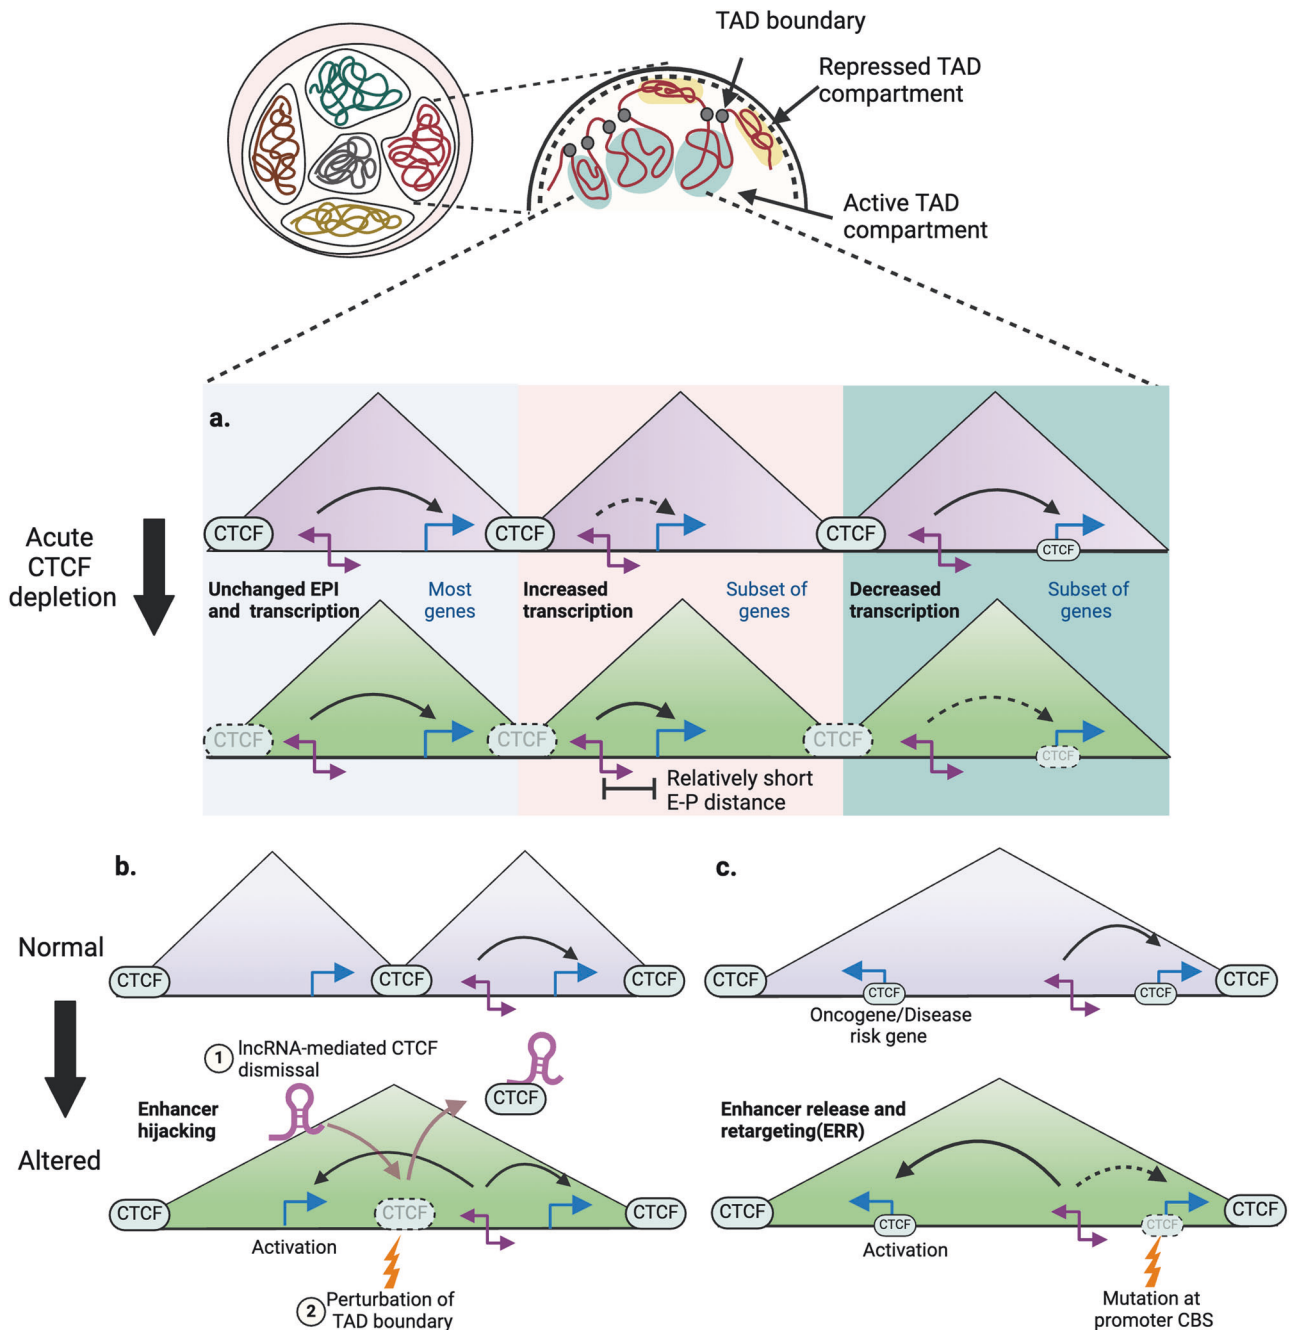 TAD boundary
Repressed TAD
compartment
Active TAD
compartment
a.
CTCF
CTCF
CTCF
CTCF
Acute
CTCF
depletion
Unchanged EPI
and transcription
Most
genes
Increased
transcription
Subset of
genes
Decreased
transcription
Subset of
genes
CTCF
CTCF
CTCF
CTCF
Relatively short
E-P distance
b.
Normal
CTCF
CTCF
CTCF
1
lncRNA-mediated CTCF
dismissal
CTCF
Enhancer
hijacking
Altered
CTCF
CTCF
CTCF
Activation
2
Perturbation of
TAD boundary
c.
CTCF
CTCF
CTCF
CTCF
Oncogene/Disease
risk gene
Enhancer release and
retargeting(ERR)
CTCF
CTCF
CTCF
CTCF
Activation
Mutation at
promoter CBS